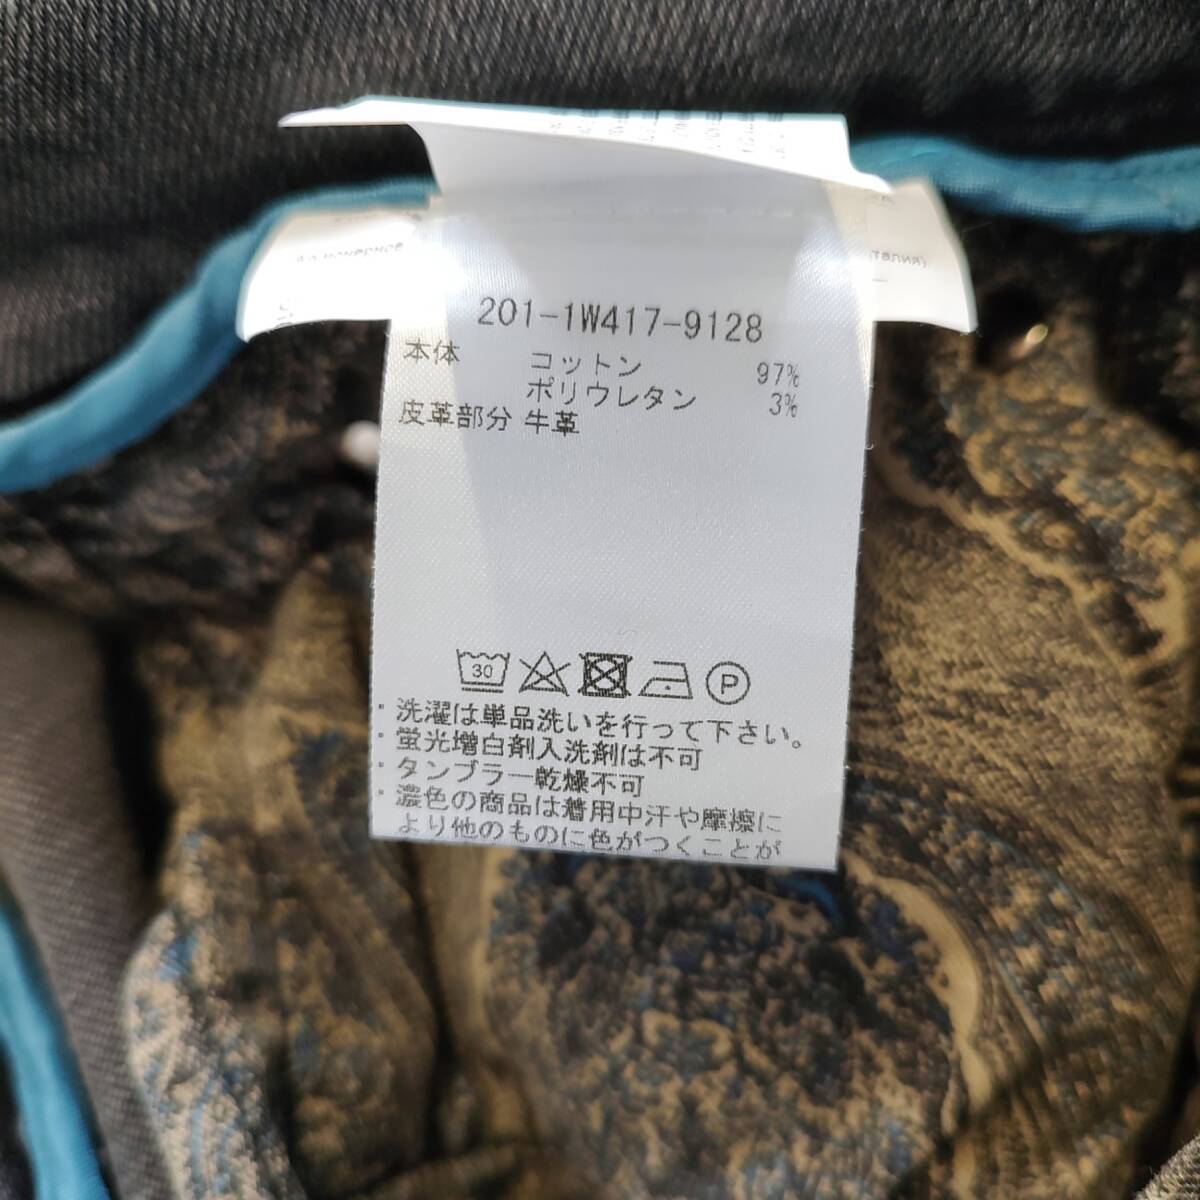 201-1W417-9128
本体 コットン 97%
ポリウレタン 3%
皮革部分 牛革
30 P
・洗濯は単品洗いを行って下さい。
・蛍光増白剤入洗剤は不可
・タンブラー乾燥不可
・濃色の商品は着用中汗や摩擦に
より他のものに色がつくことが